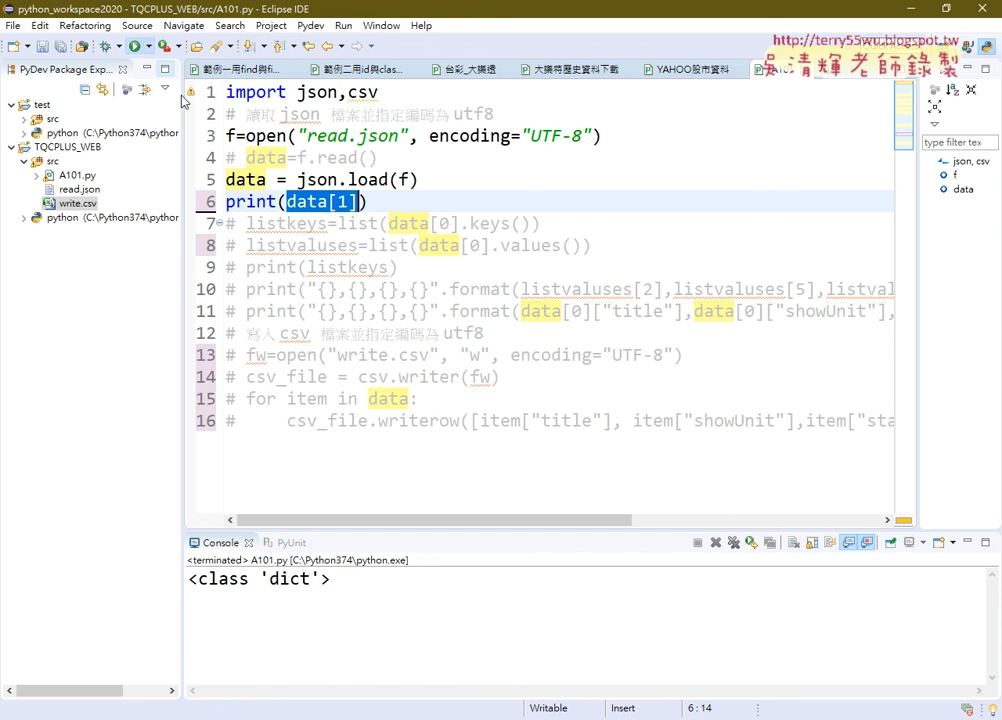 python_workspace2020 - TQCPLUS_WEB/src/A101.py - Eclipse IDE
File Edit Refactoring Source Navigate Search Project Pydev Run Window Help
http://terry55wu.blogspot.tw
吳清輝老師錄製
PyDev Package Exp...
範例一用find與fi...
範例二用id與clas...
台彩_大樂透
大樂特歷史資料下載
YAHOO股市資料
test
src
python (C:\Python374\python
TQCPLUS_WEB
src
A101.py
read.json
write.csv
python (C:\Python374\python
1 import json,csv
2 # 讀取 json 檔案並指定編碼為 utf8
3 f=open("read.json", encoding="UTF-8")
4 # data=f.read()
5 data = json.load(f)
6 print(data[1])
7 # listkeys=list(data[0].keys())
8 # listvaluses=list(data[0].values())
9 # print(listkeys)
10 # print("{},{},{},{}".format(listvaluses[2],listvaluses[5],listval
11 # print("{},{},{},{}".format(data[0]["title"],data[0]["showUnit"],
12 # 寫入 csv 檔案並指定編碼為 utf8
13 # fw=open("write.csv", "w", encoding="UTF-8")
14 # csv_file = csv.writer(fw)
15 # for item in data:
16 #     csv_file.writerow([item["title"], item["showUnit"],item["sta
type filter tex
json, csv
f
data
Console PyUnit
<terminated> A101.py [C:\Python374\python.exe]
<class 'dict'>
Writable Insert 6 : 14